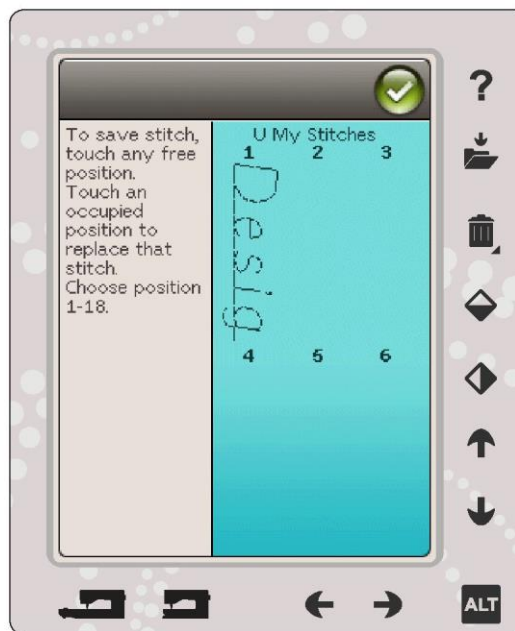 To save stitch,
touch any free
position.
Touch an
occupied
position to
replace that
stitch.
Choose position
1-18.
U My Stitches
1 2 3
Desig
4 5 6
?
ALT